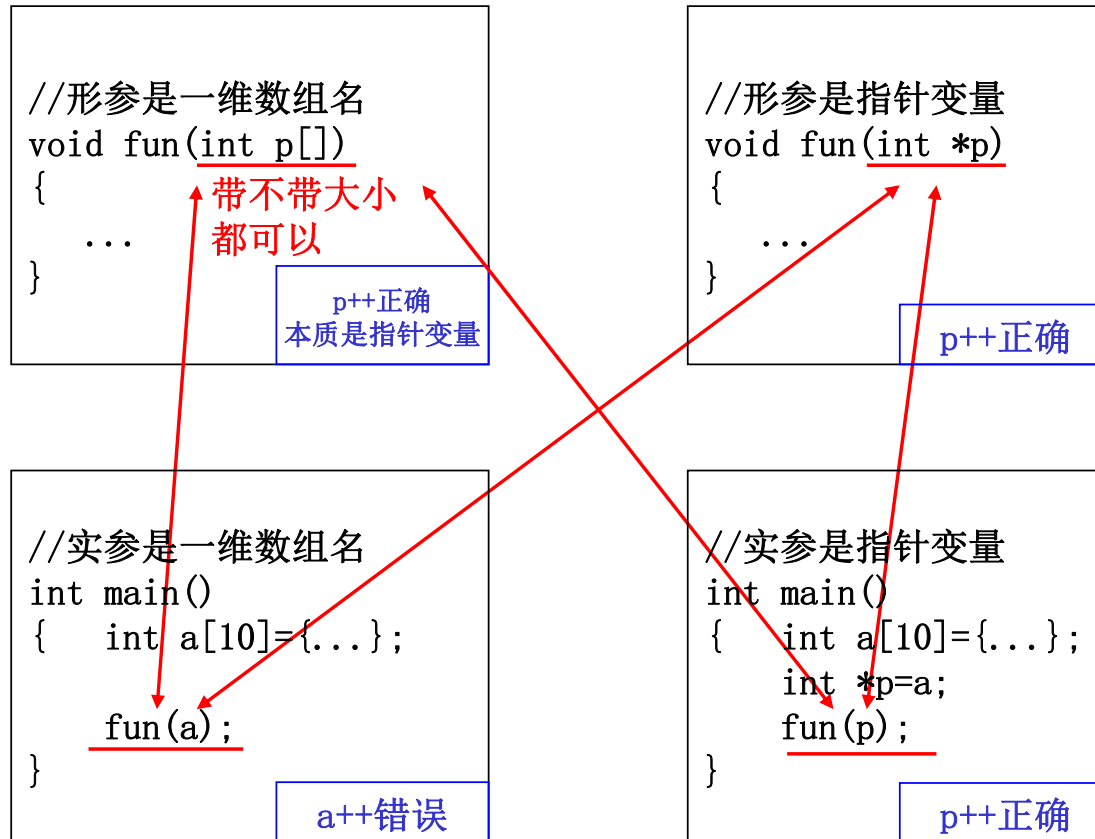 //形参是一维数组名
void fun(int p[])
{
带不带大小
...
都可以
}
p++正确
本质是指针变量
//形参是指针变量
void fun(int *p)
{
...
}
p++正确
//实参是一维数组名
int main()
{   int a[10]={...};
fun(a);
}
a++错误
//实参是指针变量
int main()
{   int a[10]={...};
int *p=a;
fun(p);
}
p++正确